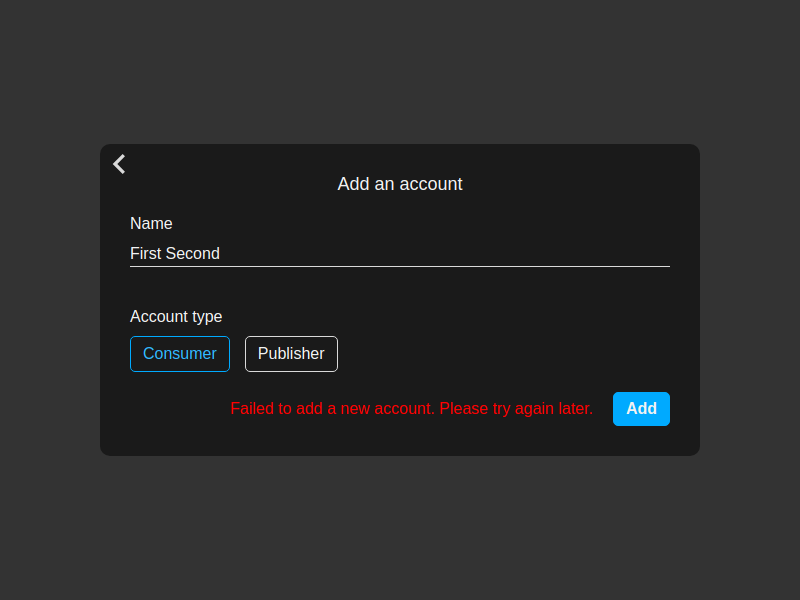 Add an account
Name
First Second
Account type
Consumer Publisher
Failed to add a new account. Please try again later. Add